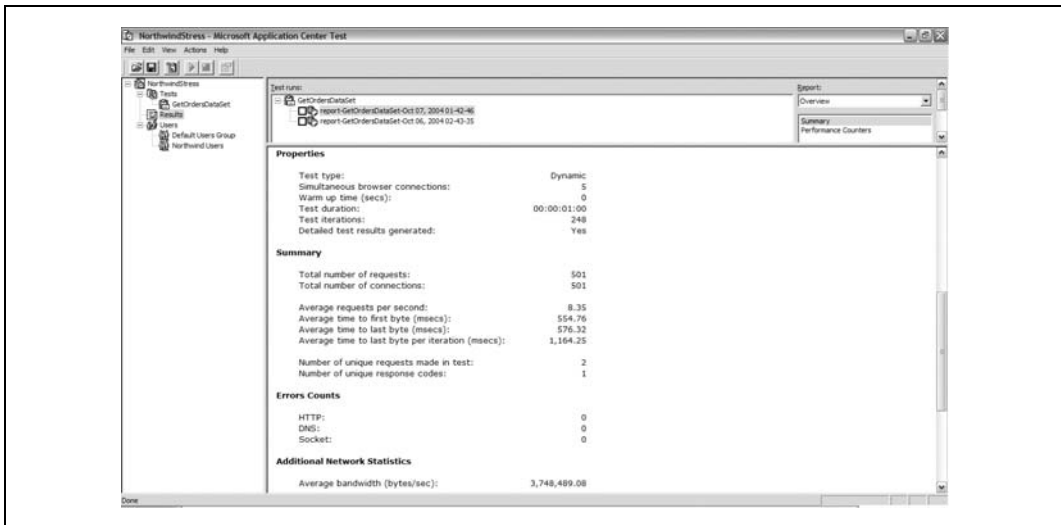 NorthwindStress - Microsoft Application Center Test
File Edit View Actions Help
NorthwindStress
Tests
GetOrdersDataSet
Results
Users
Default Users Group
Northwind Users
Test runs:
GetOrdersDataSet
report-GetOrdersDataSet-Oct 07, 2004 01-42-46
report-GetOrdersDataSet-Oct 06, 2004 02-43-35
Report:
Overview
Summary
Performance Counters
Properties
Test type: Dynamic
Simultaneous browser connections: 5
Warm up time (secs): 0
Test duration: 00:00:01:00
Test iterations: 248
Detailed test results generated: Yes
Summary
Total number of requests: 501
Total number of connections: 501
Average requests per second: 8.35
Average time to first byte (msecs): 554.76
Average time to last byte (msecs): 576.32
Average time to last byte per iteration (msecs): 1,164.25
Number of unique requests made in test: 2
Number of unique response codes: 1
Errors Counts
HTTP: 0
DNS: 0
Socket: 0
Additional Network Statistics
Average bandwidth (bytes/sec): 3,748,489.08
Done